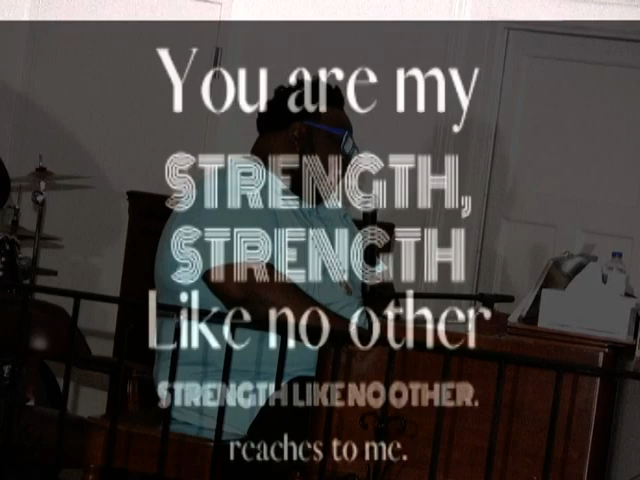 You are my
STRENGTH,
STRENGTH
Like no other
STRENGTH LIKE NO OTHER.
reaches to me.